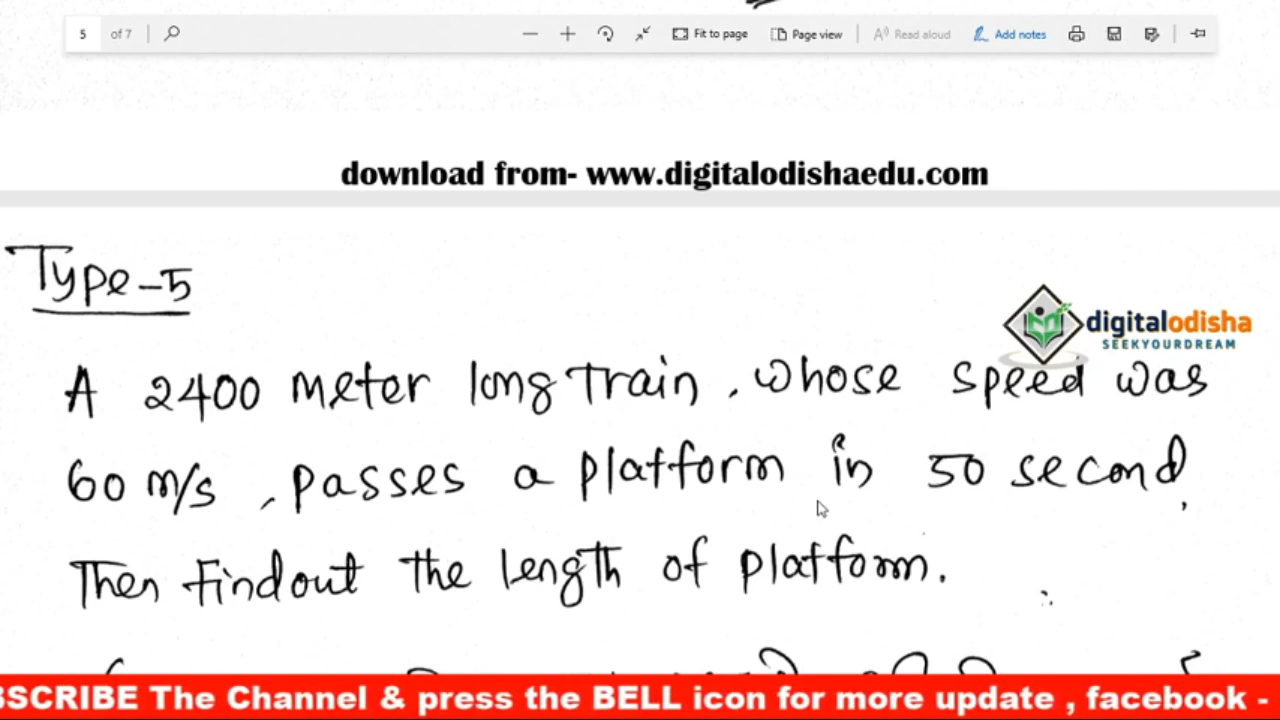 5 of 7 Fit to page Page view Read aloud Add notes
download from- www.digitalodishaedu.com
Type-5
digitalodisha
SEEKYOURDREAM
A 2400 meter long Train, whose speed was
60 m/s, passes a platform in 50 second,
Then Findout the length of platform.
BSCRIBE The Channel & press the BELL icon for more update , facebook -